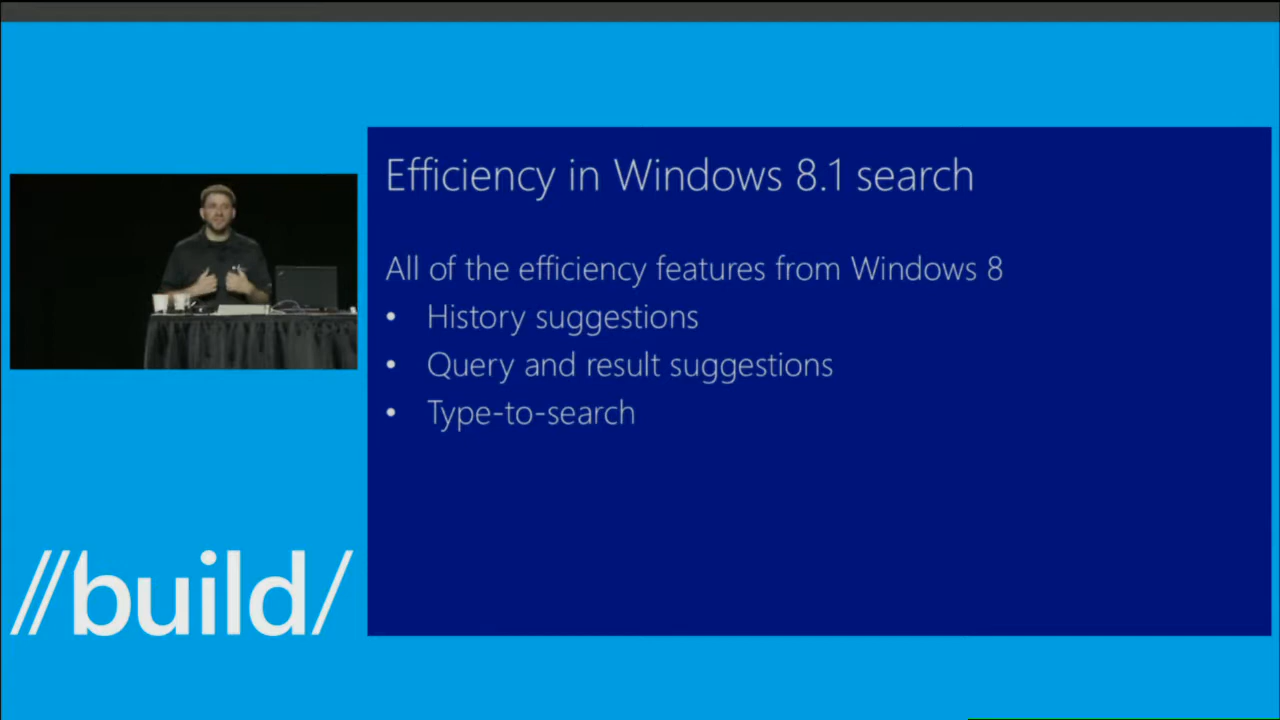 Efficiency in Windows 8.1 search
All of the efficiency features from Windows 8
• History suggestions
• Query and result suggestions
• Type-to-search
//build/